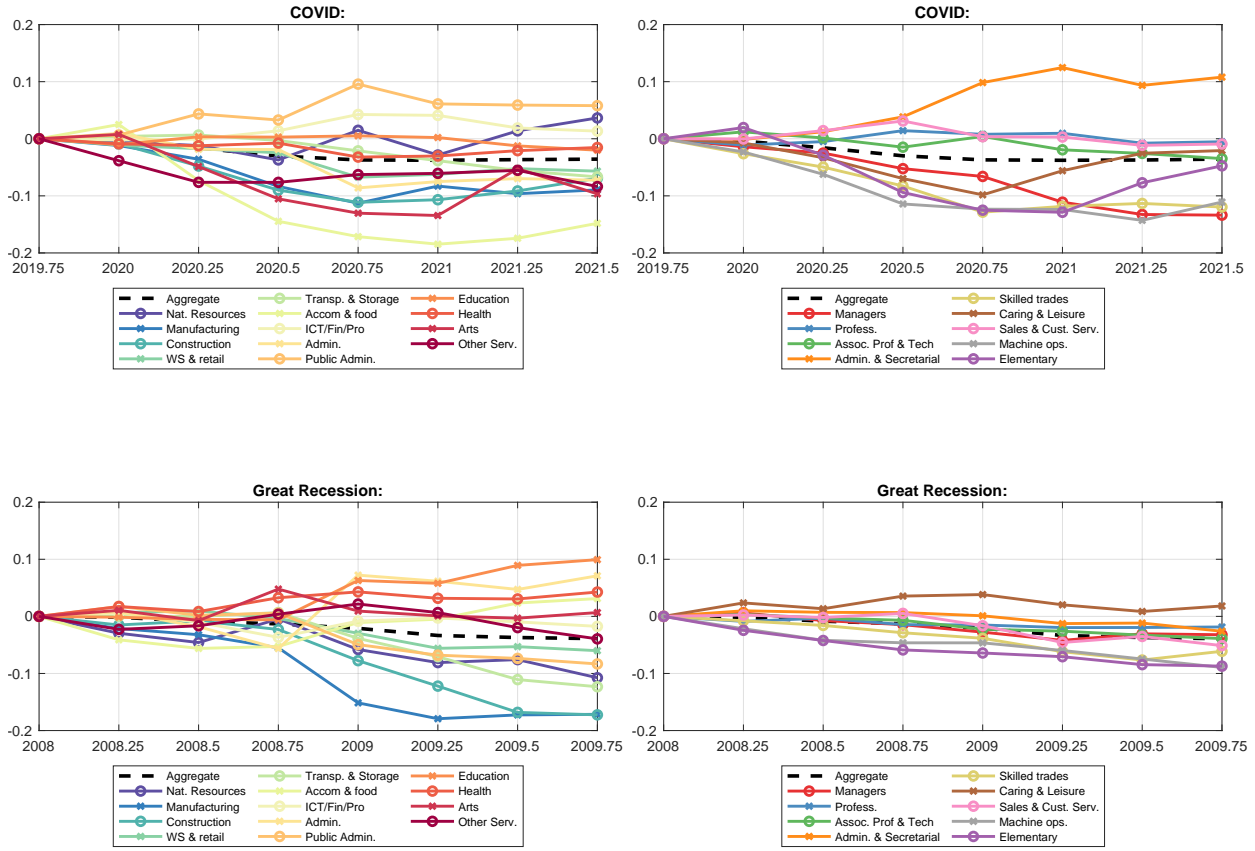 COVID:
0.2
0.1
0
-0.1
-0.2
2019.75 2020 2020.25 2020.5 2020.75 2021 2021.25 2021.5
Aggregate Transp. & Storage Education
Nat. Resources Accom & food Health
Manufacturing ICT/Fin/Pro Arts
Construction Admin. Other Serv.
WS & retail Public Admin.
COVID:
0.2
0.1
0
-0.1
-0.2
2019.75 2020 2020.25 2020.5 2020.75 2021 2021.25 2021.5
Aggregate Skilled trades
Managers Caring & Leisure
Profess. Sales & Cust. Serv.
Assoc. Prof & Tech Machine ops.
Admin. & Secretarial Elementary
Great Recession:
0.2
0.1
0
-0.1
-0.2
2008 2008.25 2008.5 2008.75 2009 2009.25 2009.5 2009.75
Aggregate Transp. & Storage Education
Nat. Resources Accom & food Health
Manufacturing ICT/Fin/Pro Arts
Construction Admin. Other Serv.
WS & retail Public Admin.
Great Recession:
0.2
0.1
0
-0.1
-0.2
2008 2008.25 2008.5 2008.75 2009 2009.25 2009.5 2009.75
Aggregate Skilled trades
Managers Caring & Leisure
Profess. Sales & Cust. Serv.
Assoc. Prof & Tech Machine ops.
Admin. & Secretarial Elementary